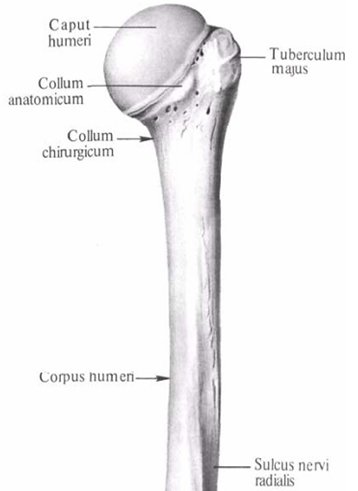 Caput
humeri
Tuberculum
majus
Collum
anatomicum
Collum
chirurgicum
Corpus humeri
Sulcus nervi
radialis